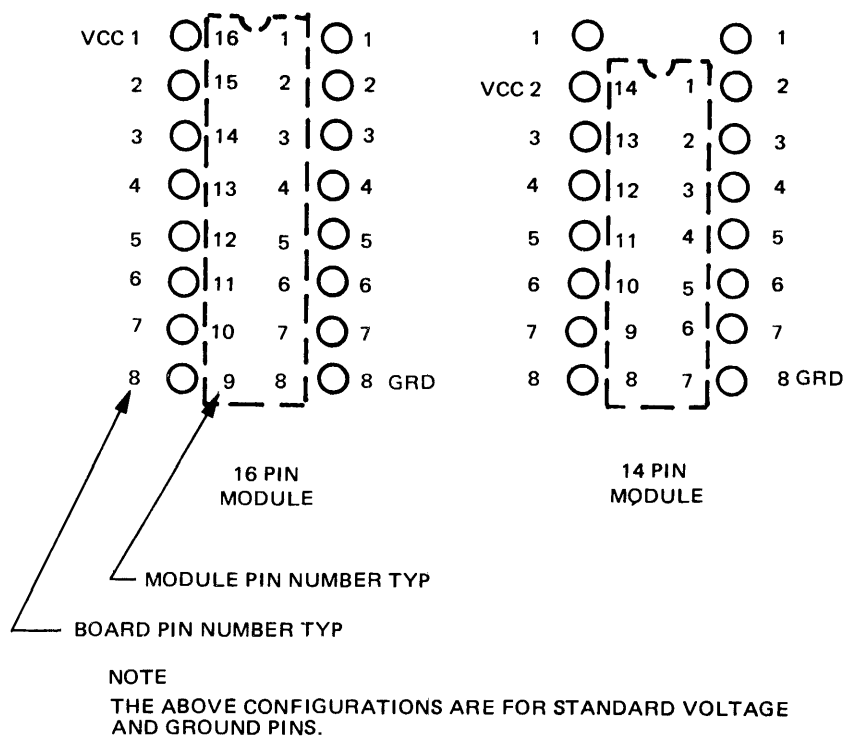 VCC 1 16 1 1
2 15 2 2
3 14 3 3
4 13 4 4
5 12 5 5
6 11 6 6
7 10 7 7
8 9 8 8 GRD
16 PIN
MODULE
1 1
VCC 2 14 1 2
3 13 2 3
4 12 3 4
5 11 4 5
6 10 5 6
7 9 6 7
8 8 7 8 GRD
14 PIN
MODULE
MODULE PIN NUMBER TYP
BOARD PIN NUMBER TYP
NOTE
THE ABOVE CONFIGURATIONS ARE FOR STANDARD VOLTAGE
AND GROUND PINS.